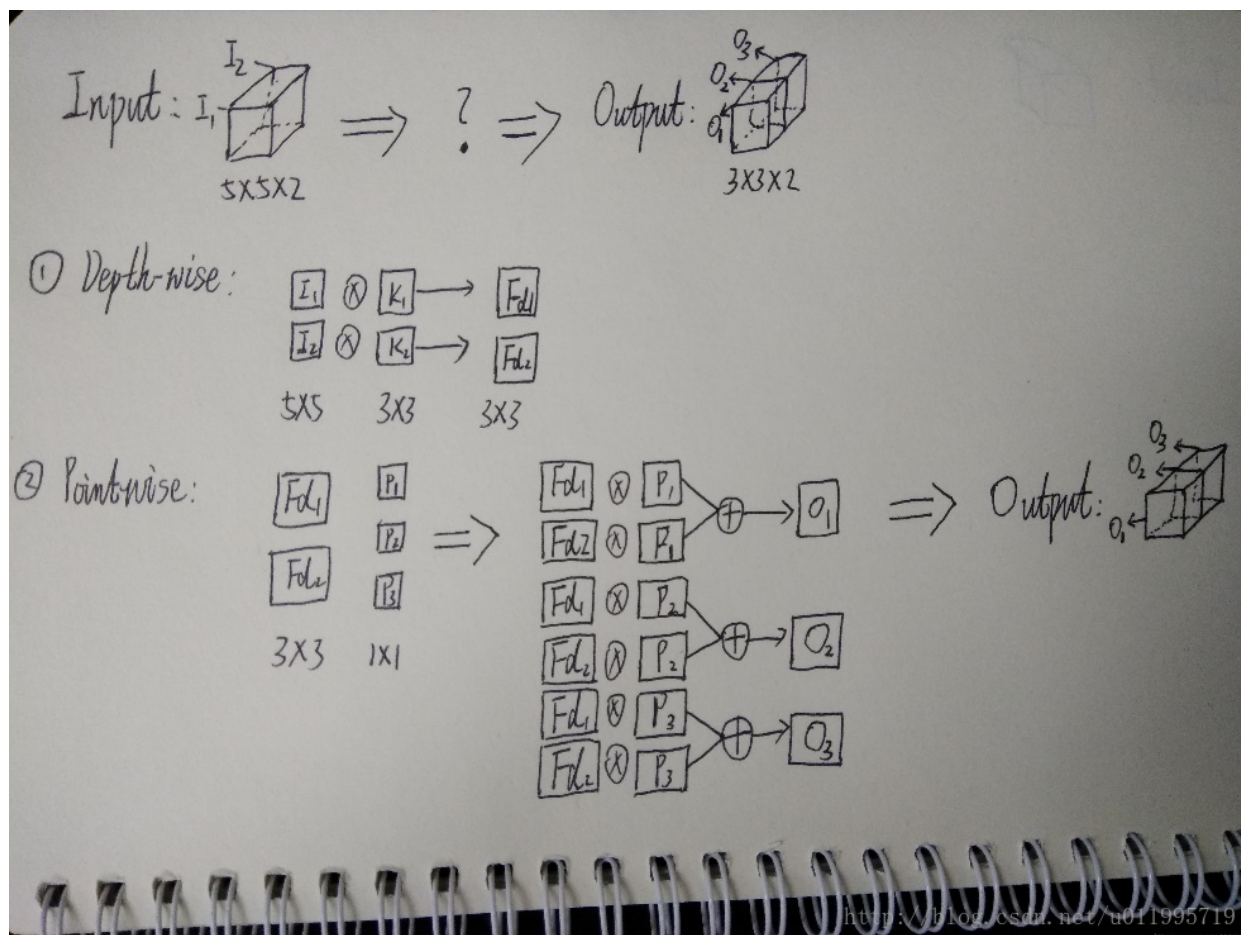 Input: I₁ I₂ ⇒ ? ⇒ Output: O₁ O₂ O₃
5X5X2 3X3X2
① Depth-wise: I₁ ⊗ K₁ → Fd₁
I₂ ⊗ K₂ → Fd₂
5X5 3X3 3X3
② Pointwise: Fd₁ P₁
Fd₂ P₂
P₃
3X3 1X1
⇒
Fd₁ ⊗ P₁
Fd2 ⊗ P₁
⊕ → O₁
Fd₁ ⊗ P₂
Fd₂ ⊗ P₂
⊕ → O₂
Fd₁ ⊗ P₃
Fd₂ ⊗ P₃
⊕ → O₃
⇒ Output: O₁ O₂ O₃
http://blog.csdn.net/u011995719